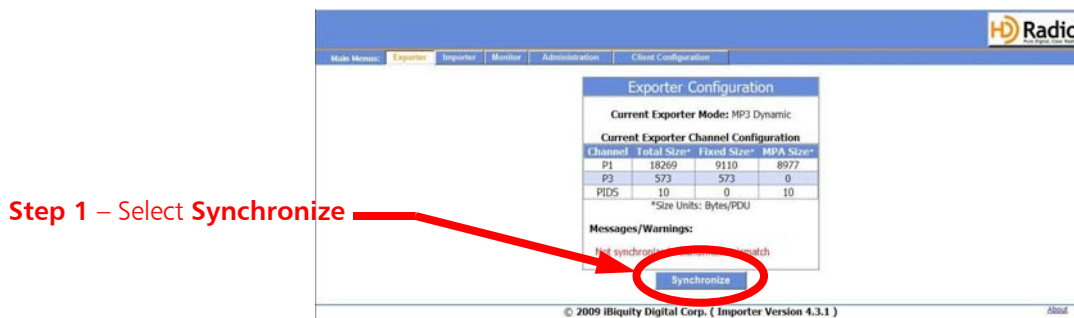 HD Radio
Main Menus: Exporter Importer Monitor Administration Client Configuration
Exporter Configuration
Current Exporter Mode: MP3 Dynamic
Current Exporter Channel Configuration
Channel Total Size* Fixed Size* MPA Size*
P1 18269 9110 8977
P3 573 573 0
PIDS 10 0 10
*Size Units: Bytes/PDU
Messages/Warnings:
Not synchronized
Step 1 – Select Synchronize
Synchronize
© 2009 iBiquity Digital Corp. ( Importer Version 4.3.1 )
About